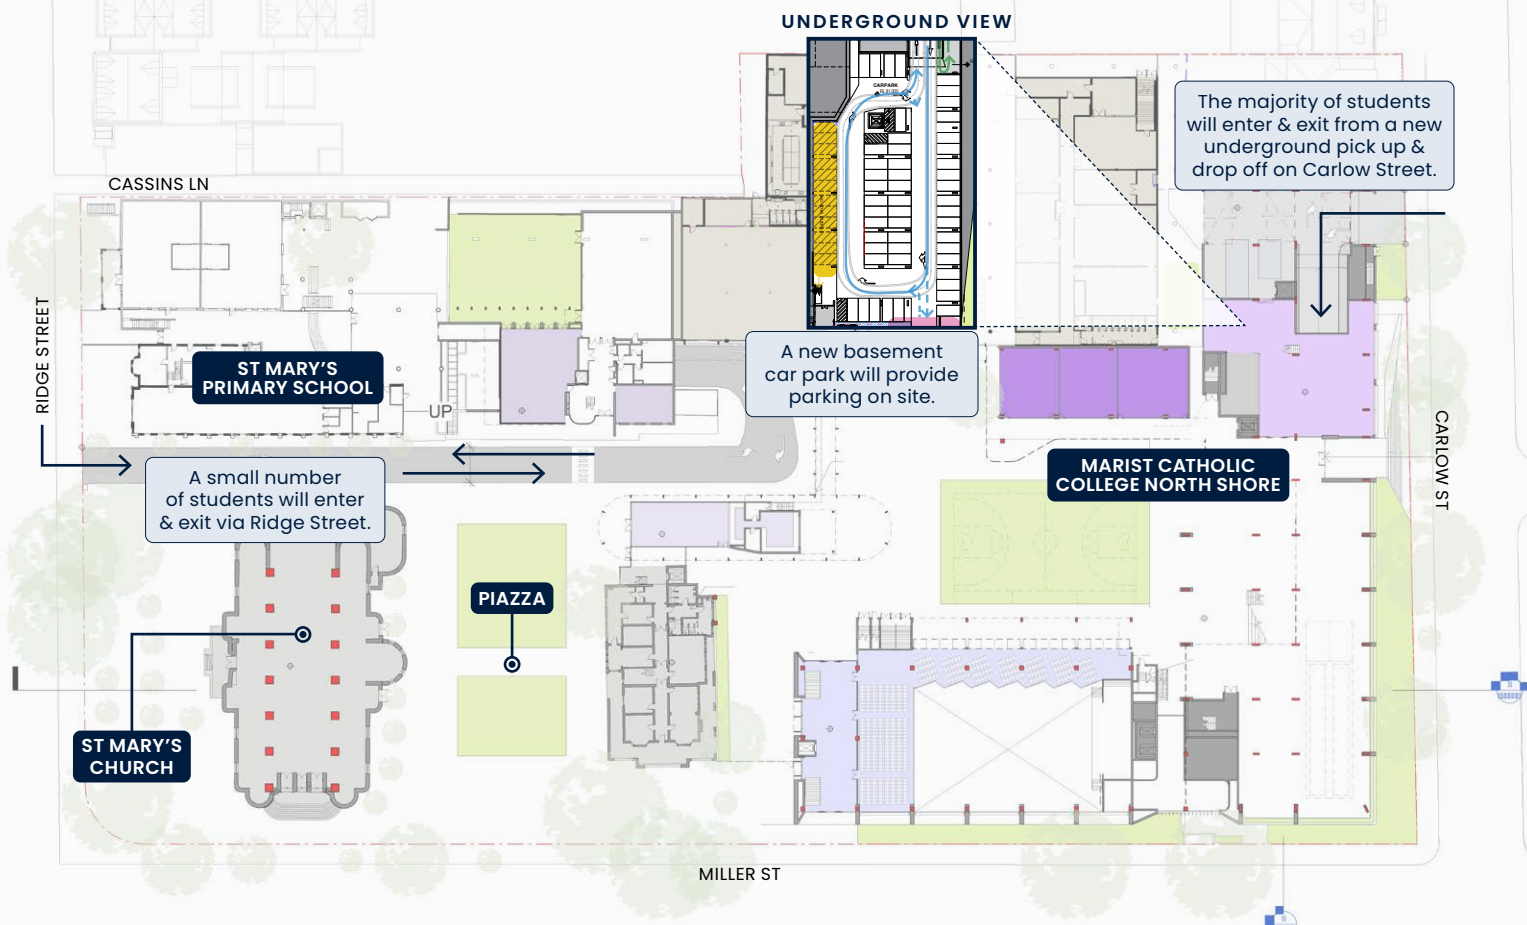 UNDERGROUND VIEW
CARPARK
The majority of students
will enter & exit from a new
underground pick up &
drop off on Carlow Street.
CASSINS LN
RIDGE STREET
ST MARY'S
PRIMARY SCHOOL
A new basement
car park will provide
parking on site.
UP
CARLOW ST
MARIST CATHOLIC
COLLEGE NORTH SHORE
A small number
of students will enter
& exit via Ridge Street.
PIAZZA
ST MARY'S
CHURCH
MILLER ST